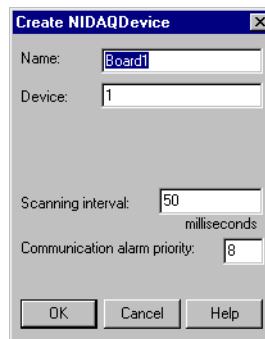 Create NIDAQDevice
Name: Board1
Device: 1
Scanning interval: 50
milliseconds
Communication alarm priority: 8
OK Cancel Help